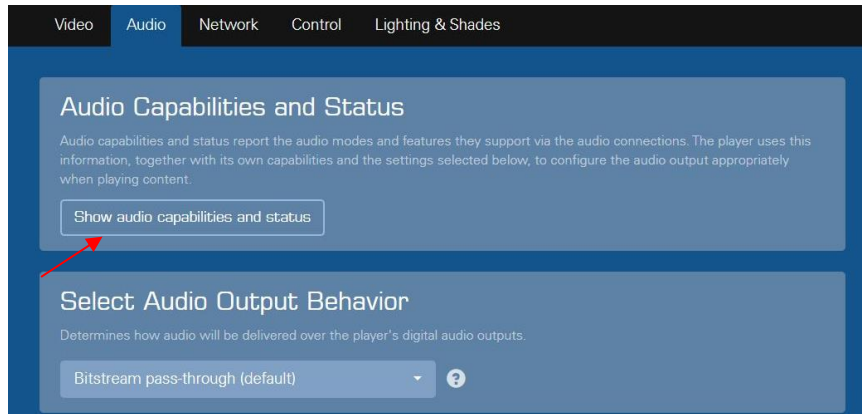 Video Audio Network Control Lighting & Shades
Audio Capabilities and Status
Audio capabilities and status report the audio modes and features they support via the audio connections. The player uses this
information, together with its own capabilities and the settings selected below, to configure the audio output appropriately
when playing content.
Show audio capabilities and status
Select Audio Output Behavior
Determines how audio will be delivered over the player's digital audio outputs.
Bitstream pass-through (default) ?